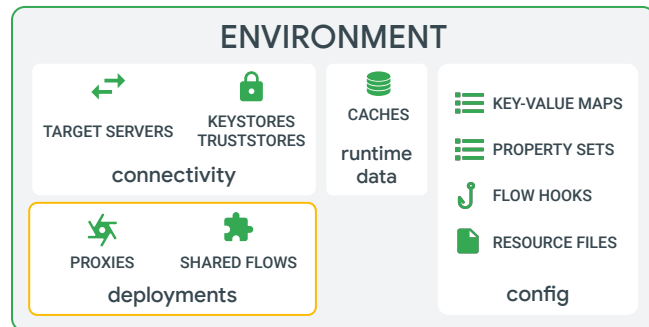 ENVIRONMENT
TARGET SERVERS
KEYSTORES
TRUSTSTORES
connectivity
CACHES
runtime
data
KEY-VALUE MAPS
PROPERTY SETS
FLOW HOOKS
RESOURCE FILES
config
PROXIES
SHARED FLOWS
deployments